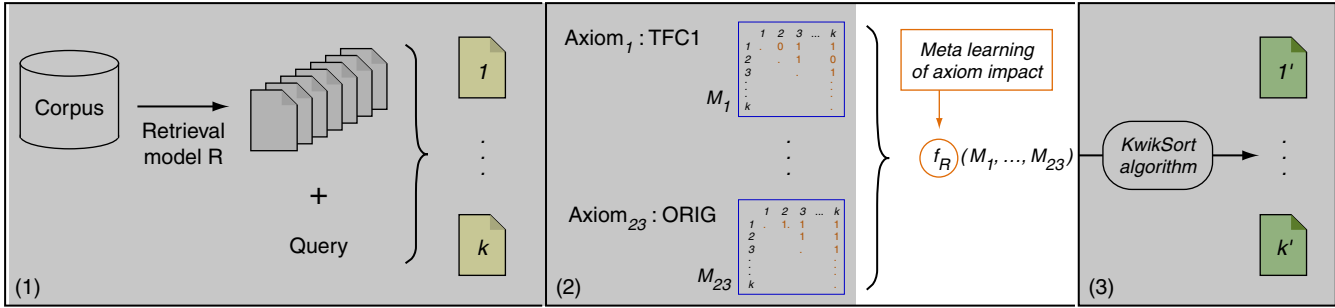 Corpus
Retrieval
model R
+
Query
1
.
.
.
k
(1)
Axiom1 : TFC1
1 2 3 ... k
1 . 0 1 1
2 . 1 0
3 . 1
. .
. .
. .
k .
M1
.
.
.
Axiom23 : ORIG
1 2 3 ... k
1 . 1. 1 1
2 1 1
3 . 1
. .
. .
. .
k .
M23
(2)
Meta learning
of axiom impact
fR (M1, ..., M23)
KwikSort
algorithm
1'
.
.
.
k'
(3)